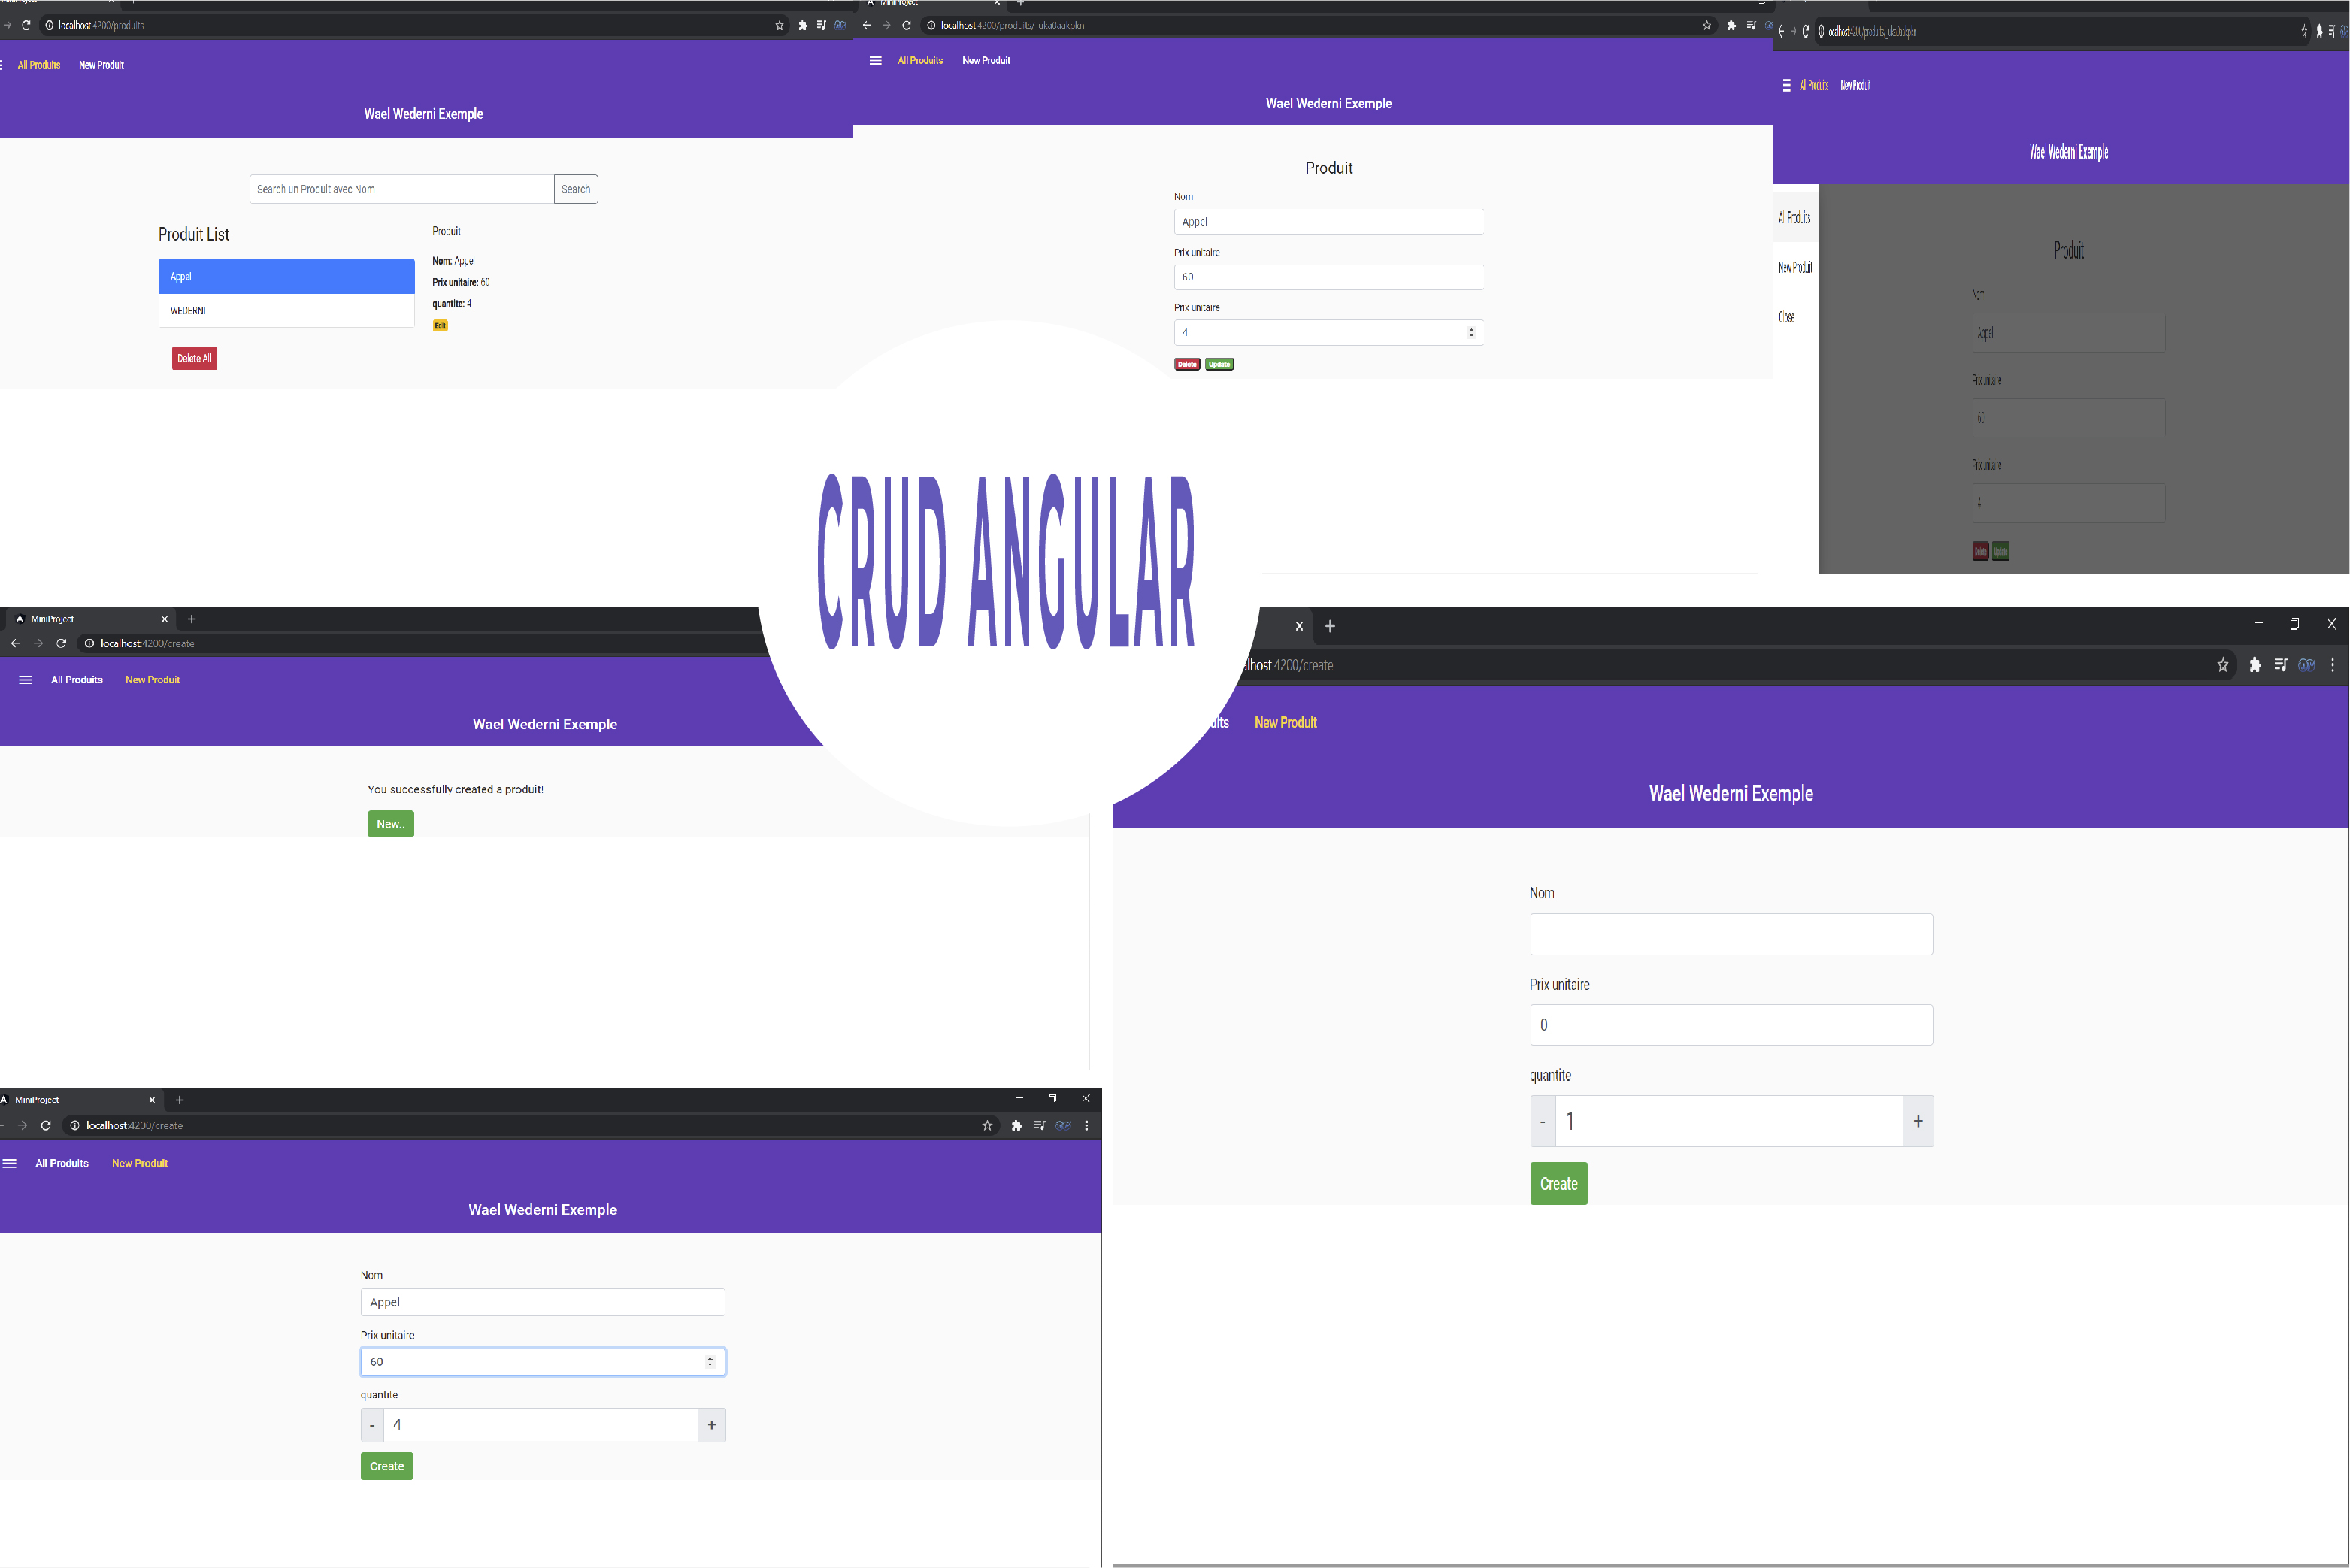 localhost:4200/produits
All Produits New Produit
Wael Wederni Exemple
Search un Produit avec Nom Search
Produit List
Appel
WEDERNI
Delete All
Produit
Nom: Appel
Prix unitaire: 60
quantite: 4
Edit
MiniProject
localhost:4200/produits/_uka0aakpkn
All Produits New Produit
Wael Wederni Exemple
Produit
Nom
Appel
Prix unitaire
60
Prix unitaire
4
Delete Update
ocalhost:4200/produits/_uka0aakpkn
All Produits New Produit
Wael Wederni Exemple
All Produits
New Produit
Close
Produit
Nom
Appel
Prix unitaire
60
Prix unitaire
4
Delete Update
CRUD ANGULAR
MiniProject
localhost:4200/create
All Produits New Produit
Wael Wederni Exemple
You successfully created a produit!
New..
lhost:4200/create
its New Produit
Wael Wederni Exemple
Nom
Prix unitaire
0
quantite
- 1 +
Create
MiniProject
localhost:4200/create
All Produits New Produit
Wael Wederni Exemple
Nom
Appel
Prix unitaire
60
quantite
- 4 +
Create